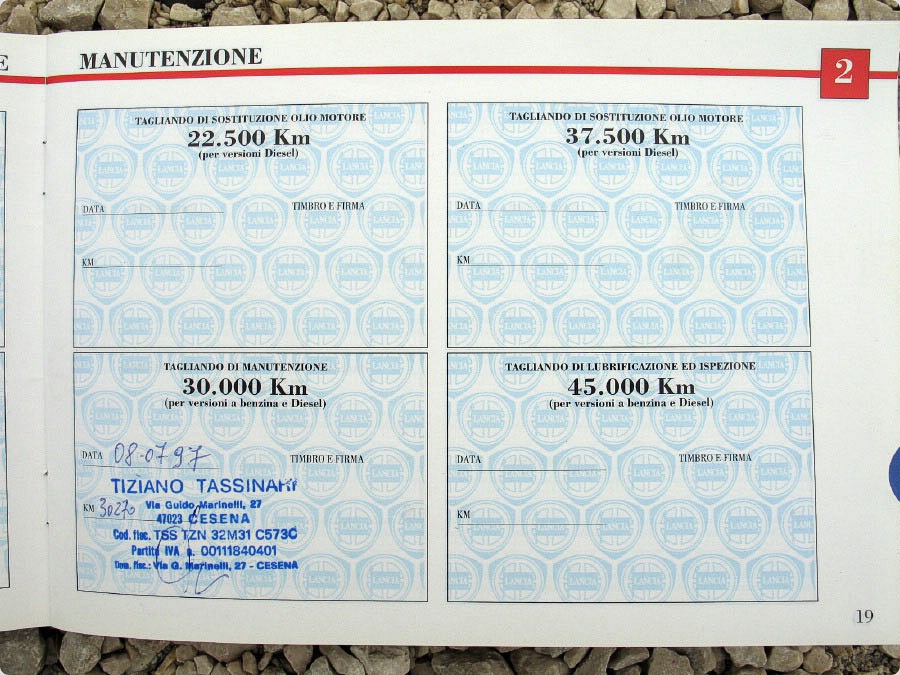 E
MANUTENZIONE
2
TAGLIANDO DI SOSTITUZIONE OLIO MOTORE
22.500 Km
(per versioni Diesel)
DATA
TIMBRO E FIRMA
KM
TAGLIANDO DI SOSTITUZIONE OLIO MOTORE
37.500 Km
(per versioni Diesel)
DATA
TIMBRO E FIRMA
KM
TAGLIANDO DI MANUTENZIONE
30.000 Km
(per versioni a benzina e Diesel)
DATA 08-07 97
TIMBRO E FIRMA
TIZIANO TASSINARI
KM 30270
Via Guido Marinelli, 27
47023 CESENA
Cod. fisc. TSS TZN 32M31 C573C
Partita IVA n. 00111840401
Dom. fisc.: Via G. Marinelli, 27 - CESENA
TAGLIANDO DI LUBRIFICAZIONE ED ISPEZIONE
45.000 Km
(per versioni a benzina e Diesel)
DATA
TIMBRO E FIRMA
KM
19